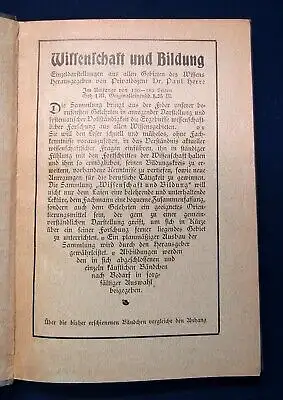 Wissenschaft und Bildung
Einzeldarstellungen aus allen Gebieten des Wissens
Herausgegeben von Privatdozent Dr. Paul Herre
Im Umfange von 130–180 Seiten
Geh. 1 M. Originalleinenbd. 1.25 M.
Die Sammlung bringt aus der Feder unserer be-
rufensten Gelehrten in anregender Darstellung und
systematischer Vollständigkeit die Ergebnisse wissenschaft-
licher Forschung aus allen Wissensgebieten.
Sie will den Leser schnell und mühelos, ohne Fach-
kenntnisse vorauszusetzen, in das Verständnis aktueller
wissenschaftlicher Fragen einführen, ihn in ständiger
Fühlung mit den Fortschritten der Wissenschaft halten
und ihm so ermöglichen, seinen Bildungskreis zu er-
weitern, vorhandene Kenntnisse zu vertiefen, sowie neue
Anregungen für die berufliche Tätigkeit zu gewinnen.
Die Sammlung „Wissenschaft und Bildung“ will
nicht nur dem Laien eine belehrende und unterhaltende
Lektüre, dem Fachmann eine bequeme Zusammenfassung,
sondern auch dem Gelehrten ein geeignetes Orientie-
rungsmittel sein, der gern zu einer gemein-
verständlichen Darstellung greift, um sich in Kürze
über ein seiner Forschung ferner liegendes Gebiet
zu unterrichten. Ein planmäßiger Ausbau der
Sammlung wird durch den Herausgeber
gewährleistet. Abbildungen werden
den in sich abgeschlossenen und
einzeln käuflichen Bändchen
nach Bedarf in sorg-
fältiger Auswahl
beigegeben.
Über die bisher erschienenen Bändchen vergleiche den Anhang